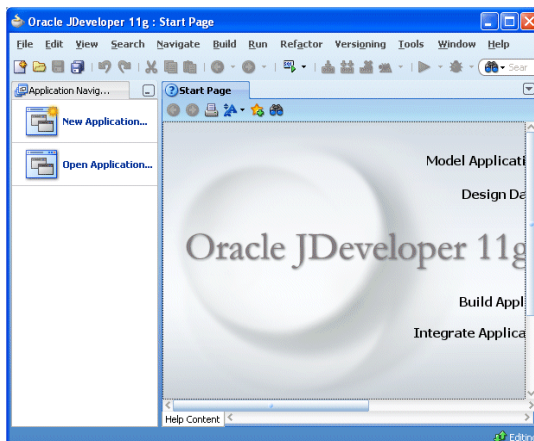 Oracle JDeveloper 11g : Start Page
File Edit View Search Navigate Build Run Refactor Versioning Tools Window Help
Sear
Application Navig...
Start Page
New Application...
Open Application...
Model Applicati
Design Da
Oracle JDeveloper 11g
Build Appl
Integrate Applica
Help Content
Editing